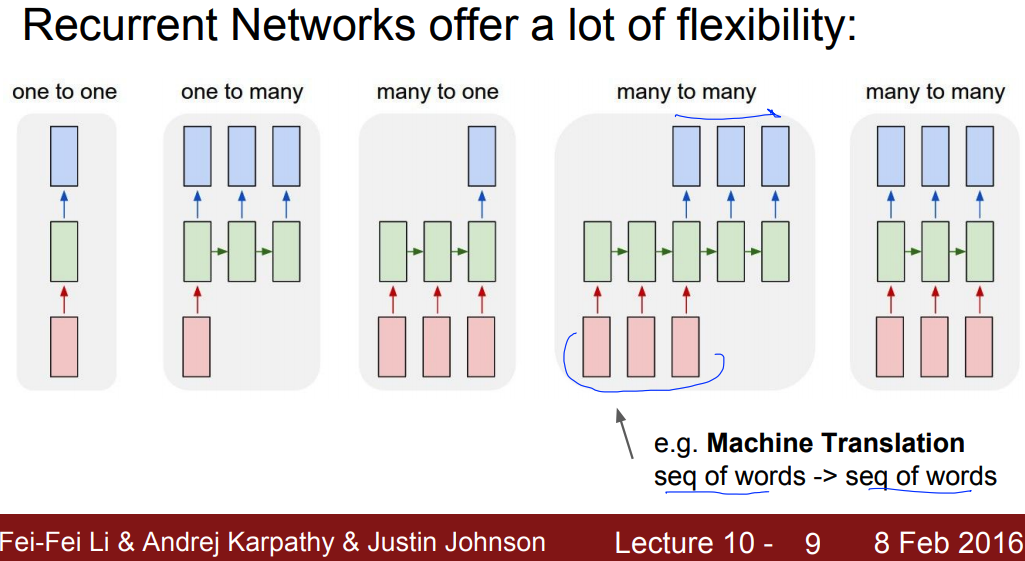 Recurrent Networks offer a lot of flexibility:
one to one
one to many
many to one
many to many
many to many
e.g. Machine Translation
seq of words -> seq of words
Fei-Fei Li & Andrej Karpathy & Justin Johnson
Lecture 10 - 9
8 Feb 2016